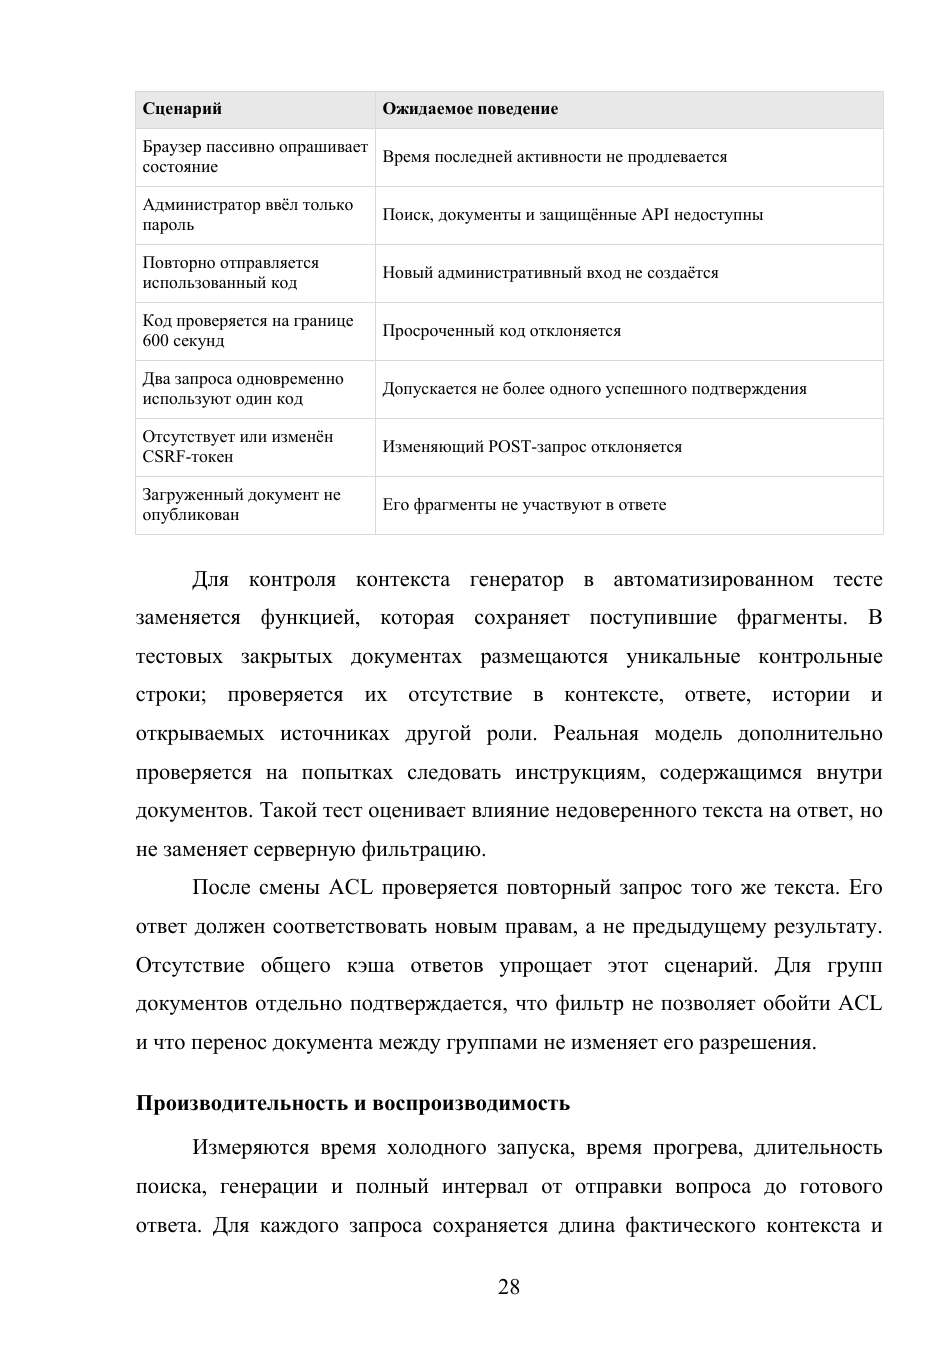 Сценарий
Ожидаемое поведение
Браузер пассивно опрашивает
состояние
Время последней активности не продлевается
Администратор ввёл только
пароль
Поиск, документы и защищённые API недоступны
Повторно отправляется
использованный код
Новый административный вход не создаётся
Код проверяется на границе
600 секунд
Просроченный код отклоняется
Два запроса одновременно
используют один код
Допускается не более одного успешного подтверждения
Отсутствует или изменён
CSRF-токен
Изменяющий POST-запрос отклоняется
Загруженный документ не
опубликован
Его фрагменты не участвуют в ответе
Для контроля контекста генератор в автоматизированном тесте
заменяется функцией, которая сохраняет поступившие фрагменты. В
тестовых закрытых документах размещаются уникальные контрольные
строки; проверяется их отсутствие в контексте, ответе, истории и
открываемых источниках другой роли. Реальная модель дополнительно
проверяется на попытках следовать инструкциям, содержащимся внутри
документов. Такой тест оценивает влияние недоверенного текста на ответ, но
не заменяет серверную фильтрацию.
После смены ACL проверяется повторный запрос того же текста. Его
ответ должен соответствовать новым правам, а не предыдущему результату.
Отсутствие общего кэша ответов упрощает этот сценарий. Для групп
документов отдельно подтверждается, что фильтр не позволяет обойти ACL
и что перенос документа между группами не изменяет его разрешения.
Производительность и воспроизводимость
Измеряются время холодного запуска, время прогрева, длительность
поиска, генерации и полный интервал от отправки вопроса до готового
ответа. Для каждого запроса сохраняется длина фактического контекста и
28